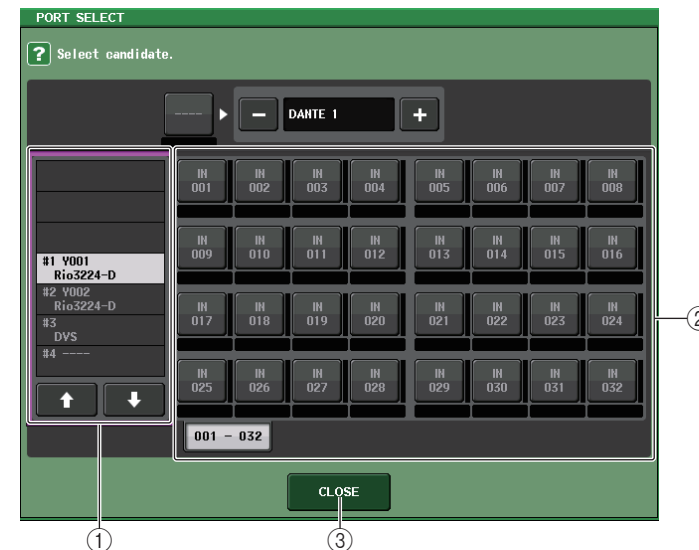 PORT SELECT
? Select candidate.
---- − DANTE 1 +
#1 Y001
Rio3224-D
#2 Y002
Rio3224-D
#3
DVS
#4 ----
IN 001 IN 002 IN 003 IN 004 IN 005 IN 006 IN 007 IN 008
IN 009 IN 010 IN 011 IN 012 IN 013 IN 014 IN 015 IN 016
IN 017 IN 018 IN 019 IN 020 IN 021 IN 022 IN 023 IN 024
IN 025 IN 026 IN 027 IN 028 IN 029 IN 030 IN 031 IN 032
001 - 032
CLOSE
①
②
③